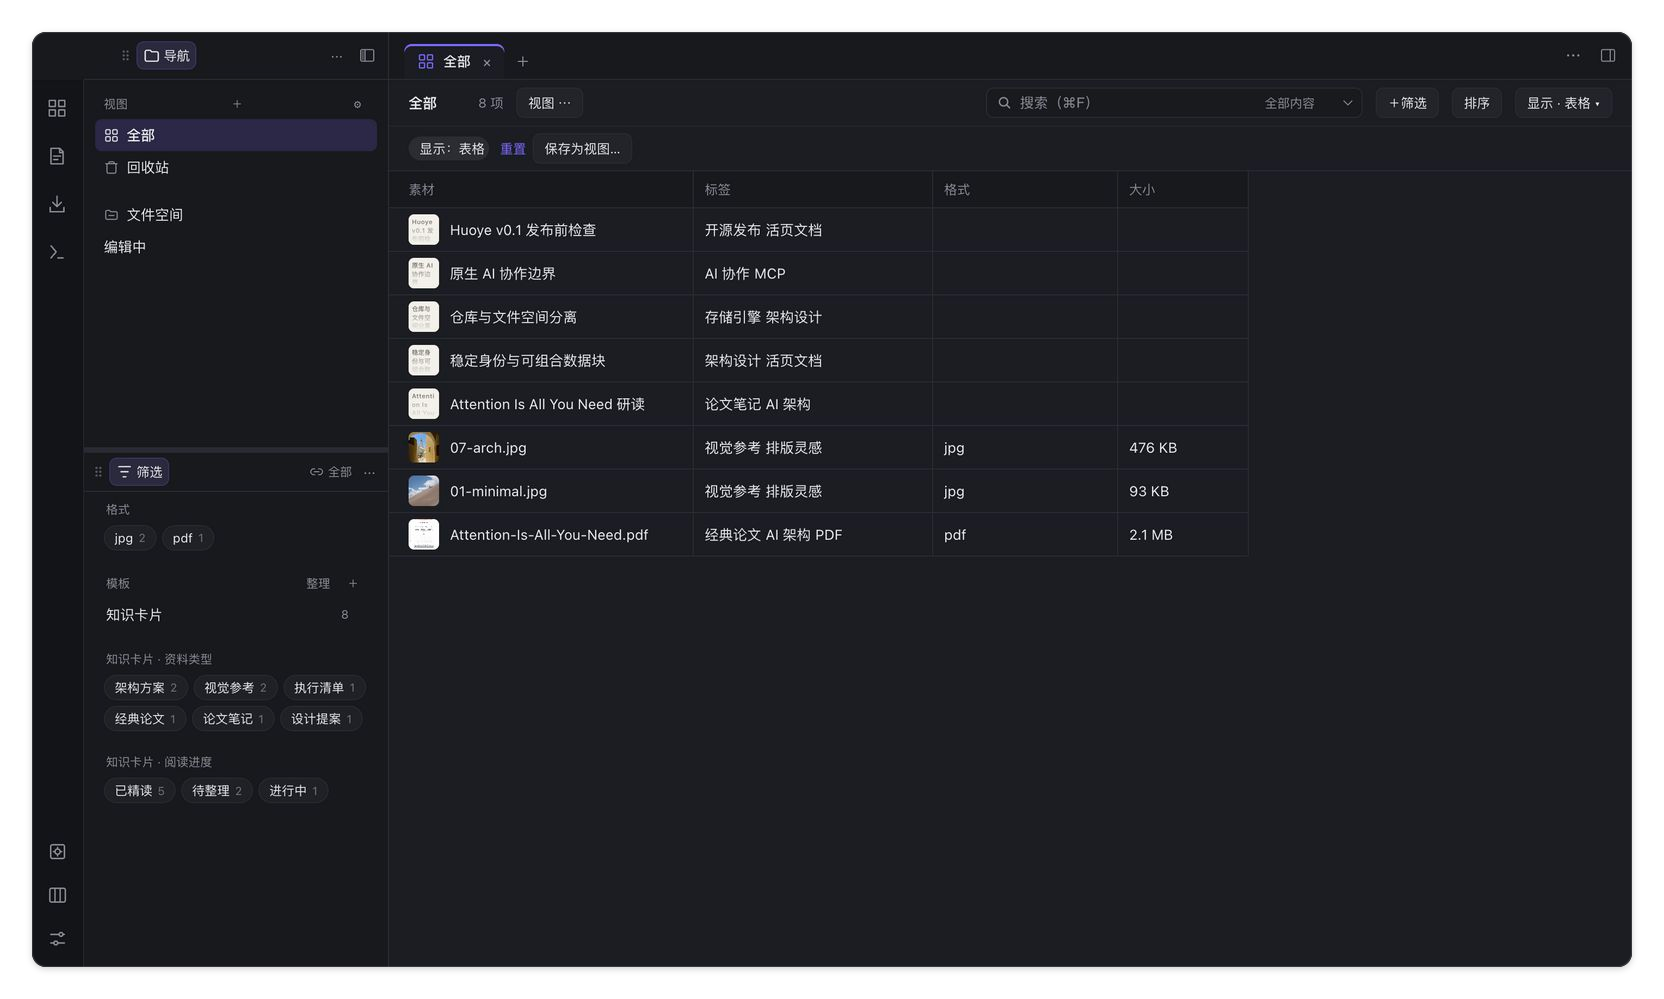 导航
全部
视图
全部
回收站
文件空间
编辑中
筛选
全部
格式
jpg 2
pdf 1
模板
整理
知识卡片
8
知识卡片 · 资料类型
架构方案 2
视觉参考 2
执行清单 1
经典论文 1
论文笔记 1
设计提案 1
知识卡片 · 阅读进度
已精读 5
待整理 2
进行中 1
全部
8 项
视图 ···
搜索（⌘F）
全部内容
+筛选
排序
显示 · 表格
显示：表格
重置
保存为视图...
素材 标签 格式 大小
Huoye v0.1 发布前检查 开源发布 活页文档
原生 AI 协作边界 AI 协作 MCP
仓库与文件空间分离 存储引擎 架构设计
稳定身份与可组合数据块 架构设计 活页文档
Attention Is All You Need 研读 论文笔记 AI 架构
07-arch.jpg 视觉参考 排版灵感 jpg 476 KB
01-minimal.jpg 视觉参考 排版灵感 jpg 93 KB
Attention-Is-All-You-Need.pdf 经典论文 AI 架构 PDF pdf 2.1 MB